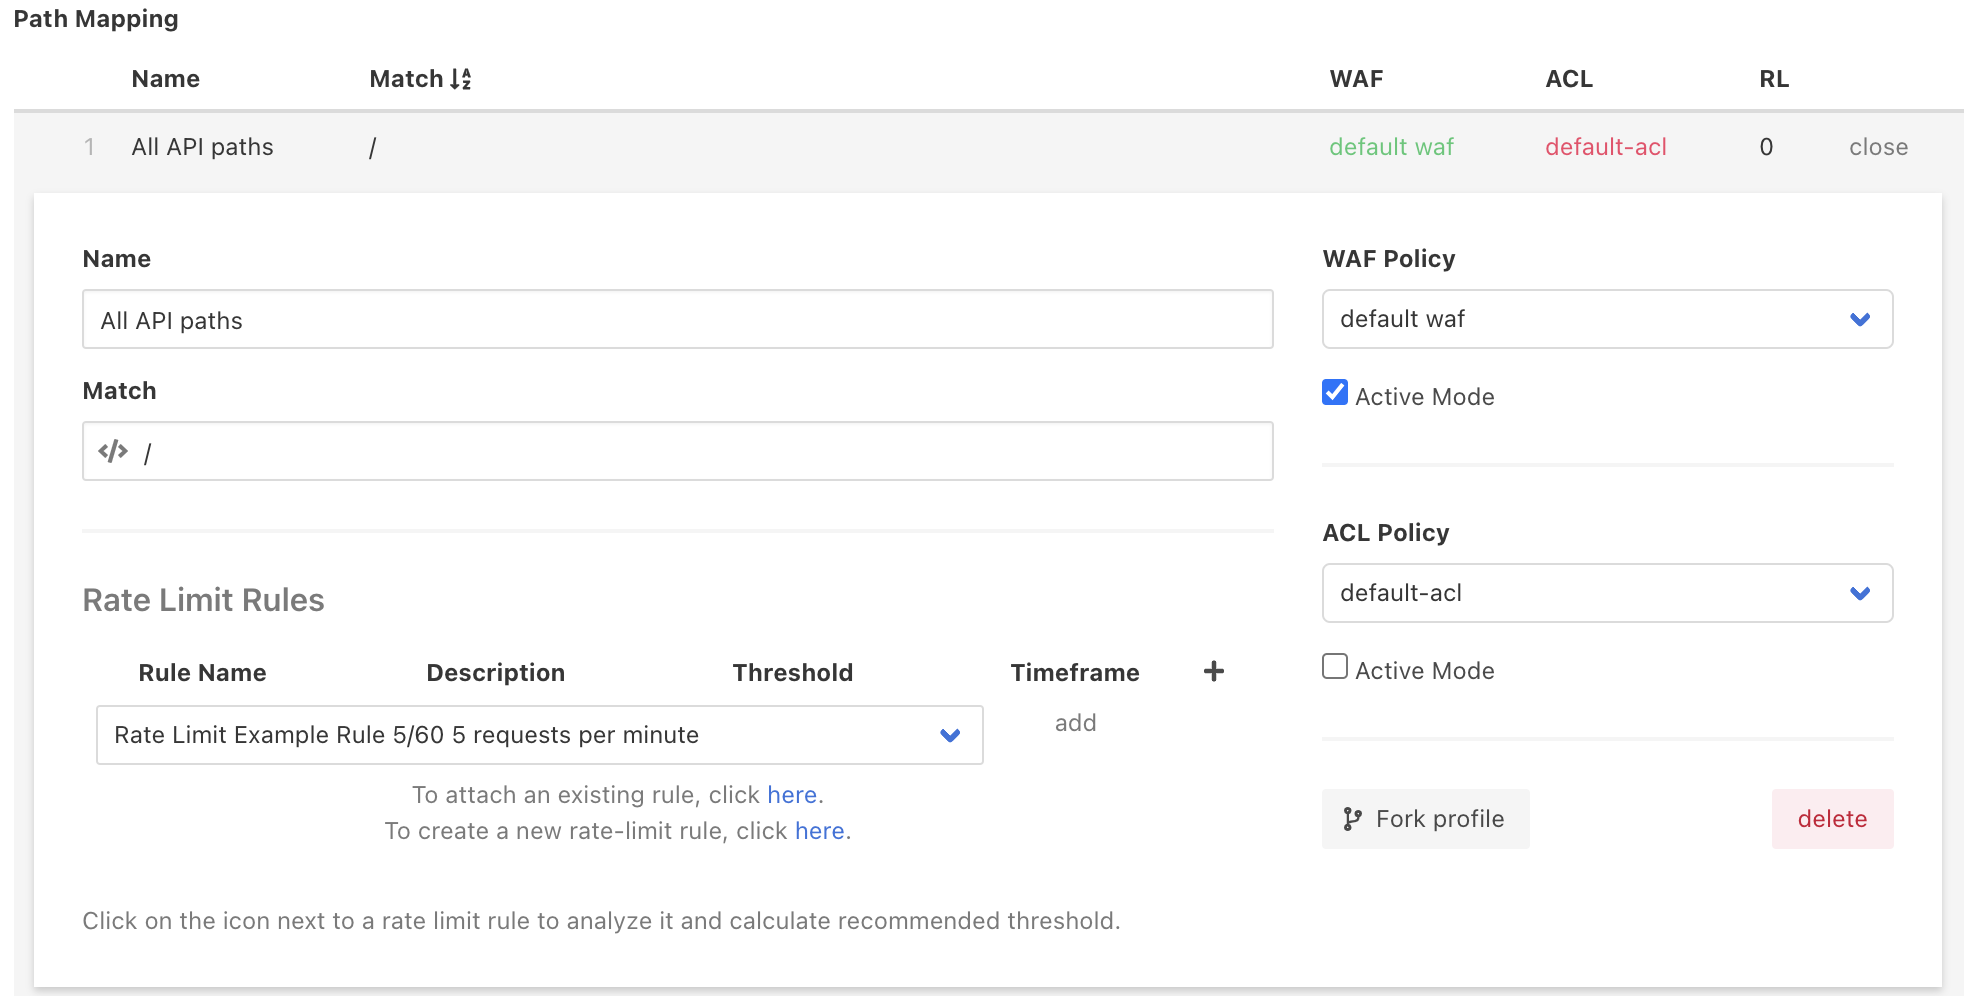 Path Mapping
Name Match WAF ACL RL
1 All API paths / default waf default-acl 0 close
Name
All API paths
Match
/
WAF Policy
default waf
Active Mode
ACL Policy
default-acl
Active Mode
Fork profile delete
Rate Limit Rules
Rule Name Description Threshold Timeframe +
Rate Limit Example Rule 5/60 5 requests per minute add
To attach an existing rule, click here.
To create a new rate-limit rule, click here.
Click on the icon next to a rate limit rule to analyze it and calculate recommended threshold.